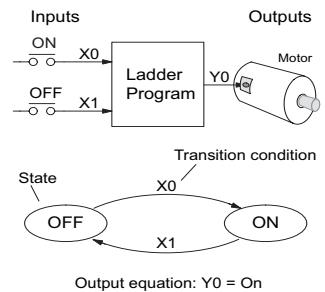 Inputs
Outputs
ON
X0
OFF
X1
Ladder
Program
Y0
Motor
Transition condition
State
X0
OFF
ON
X1
Output equation: Y0 = On